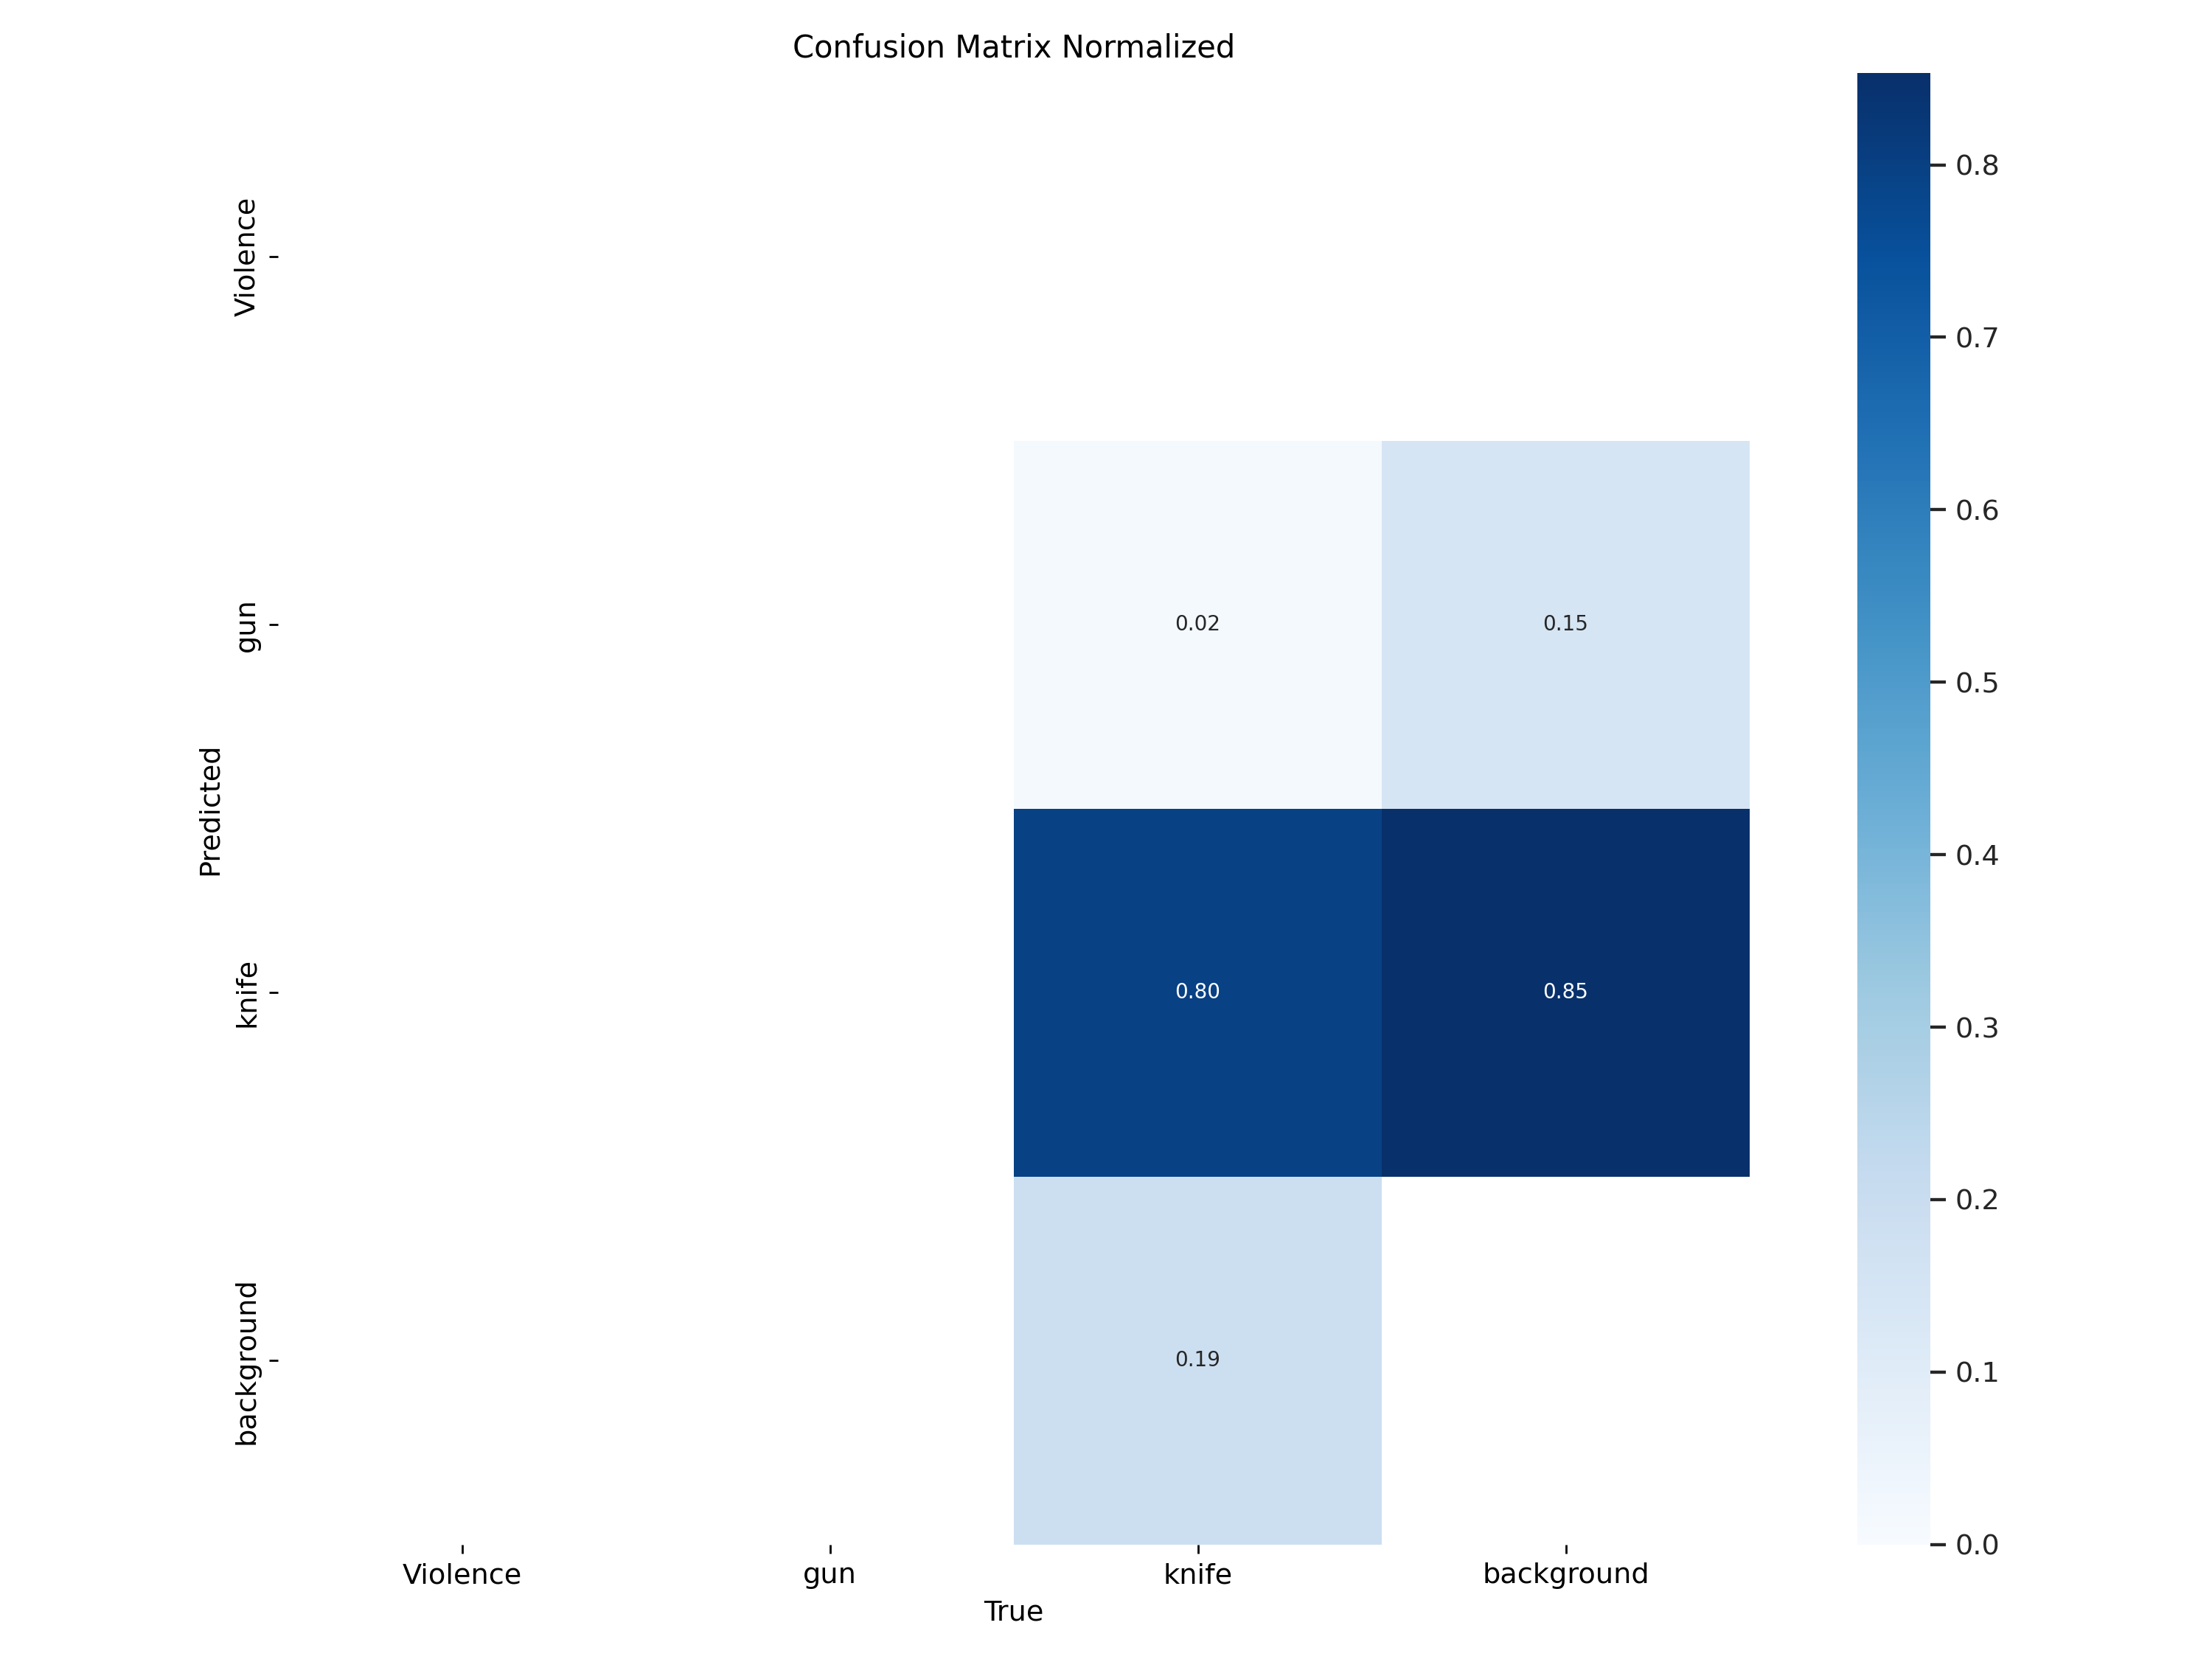 Confusion Matrix Normalized
Violence
gun
knife
background
Predicted
0.02
0.15
0.80
0.85
0.19
Violence
gun
knife
background
True
0.8
0.7
0.6
0.5
0.4
0.3
0.2
0.1
0.0